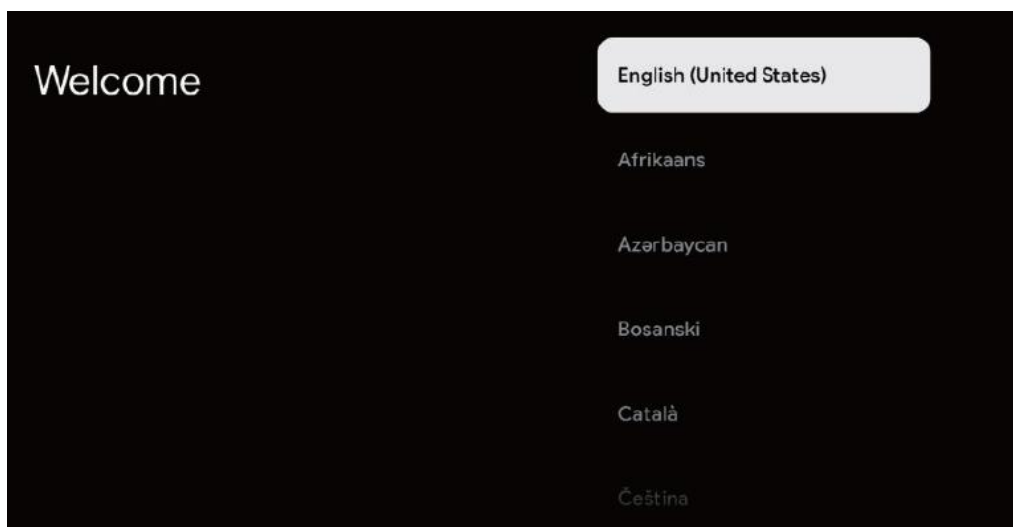 Welcome
English (United States)
Afrikaans
Azərbaycan
Bosanski
Català
Čeština